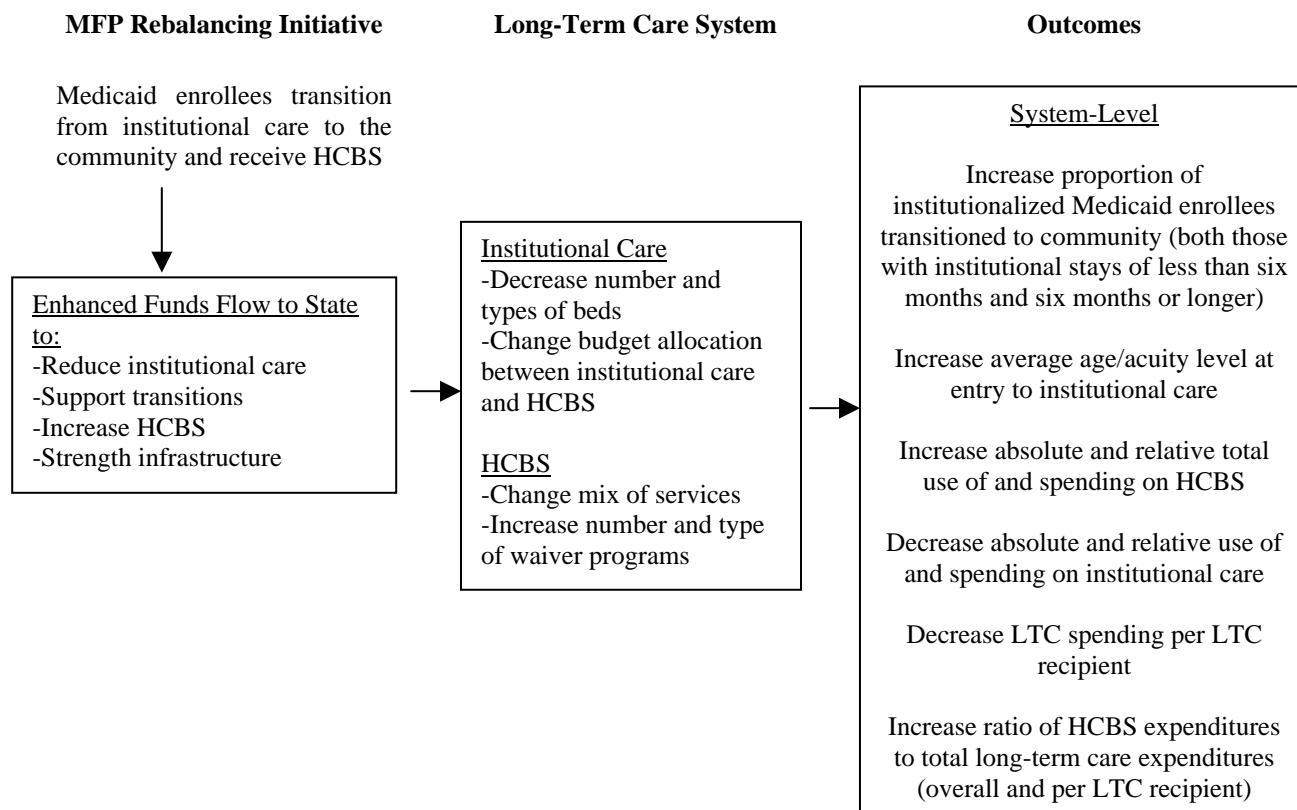 MFP Rebalancing Initiative
Long-Term Care System
Outcomes
Medicaid enrollees transition
from institutional care to the
community and receive HCBS
Enhanced Funds Flow to State
to:
-Reduce institutional care
-Support transitions
-Increase HCBS
-Strength infrastructure
Institutional Care
-Decrease number and
types of beds
-Change budget allocation
between institutional care
and HCBS
HCBS
-Change mix of services
-Increase number and type
of waiver programs
System-Level
Increase proportion of
institutionalized Medicaid enrollees
transitioned to community (both those
with institutional stays of less than six
months and six months or longer)
Increase average age/acuity level at
entry to institutional care
Increase absolute and relative total
use of and spending on HCBS
Decrease absolute and relative use of
and spending on institutional care
Decrease LTC spending per LTC
recipient
Increase ratio of HCBS expenditures
to total long-term care expenditures
(overall and per LTC recipient)